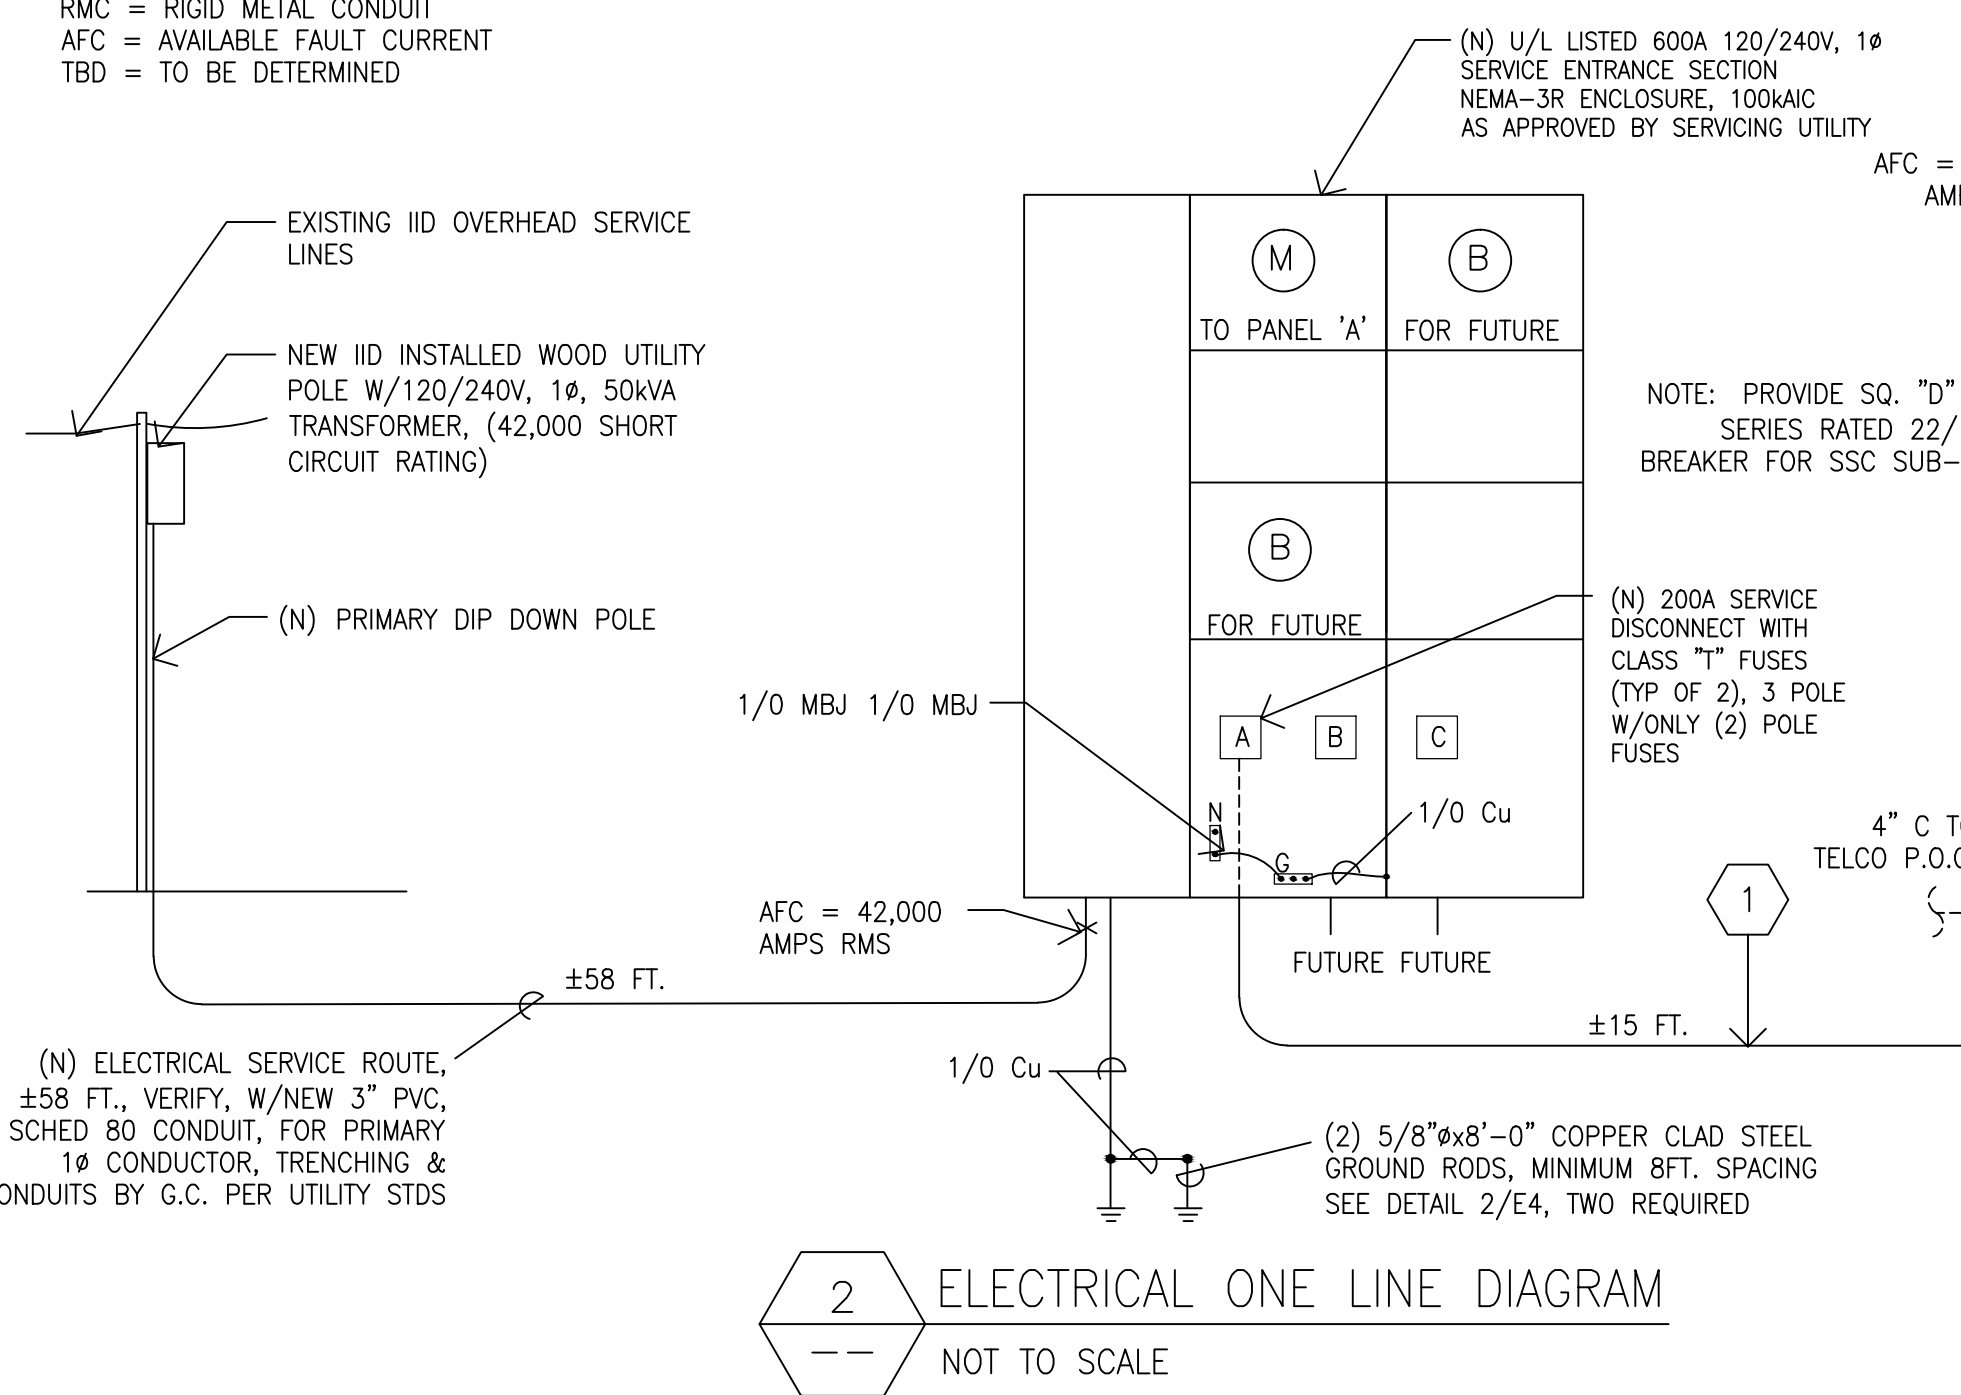 RMC = RIGID METAL CONDUIT
AFC = AVAILABLE FAULT CURRENT
TBD = TO BE DETERMINED
(N) U/L LISTED 600A 120/240V, 1ø
SERVICE ENTRANCE SECTION
NEMA-3R ENCLOSURE, 100kAIC
AS APPROVED BY SERVICING UTILITY
AFC =
EXISTING IID OVERHEAD SERVICE
LINES
M
B
TO PANEL 'A'
FOR FUTURE
NEW IID INSTALLED WOOD UTILITY
POLE W/120/240V, 1ø, 50kVA
TRANSFORMER, (42,000 SHORT
CIRCUIT RATING)
NOTE: PROVIDE SQ. "D"
SERIES RATED 22/
BREAKER FOR SSC SUB-
B
FOR FUTURE
(N) PRIMARY DIP DOWN POLE
(N) 200A SERVICE
DISCONNECT WITH
CLASS "T" FUSES
(TYP OF 2), 3 POLE
W/ONLY (2) POLE
FUSES
1/0 MBJ 1/0 MBJ
A
B
C
N
G
1/0 Cu
4" C
TELCO
1
AFC = 42,000
AMPS RMS
FUTURE FUTURE
±58 FT.
±15 FT.
(N) ELECTRICAL SERVICE ROUTE,
±58 FT., VERIFY, W/NEW 3" PVC,
SCHED 80 CONDUIT, FOR PRIMARY
1ø CONDUCTOR, TRENCHING &
ONDUITS BY G.C. PER UTILITY STDS
1/0 Cu
(2) 5/8"øx8'-0" COPPER CLAD STEEL
GROUND RODS, MINIMUM 8FT. SPACING
SEE DETAIL 2/E4, TWO REQUIRED
2
--
ELECTRICAL ONE LINE DIAGRAM
NOT TO SCALE